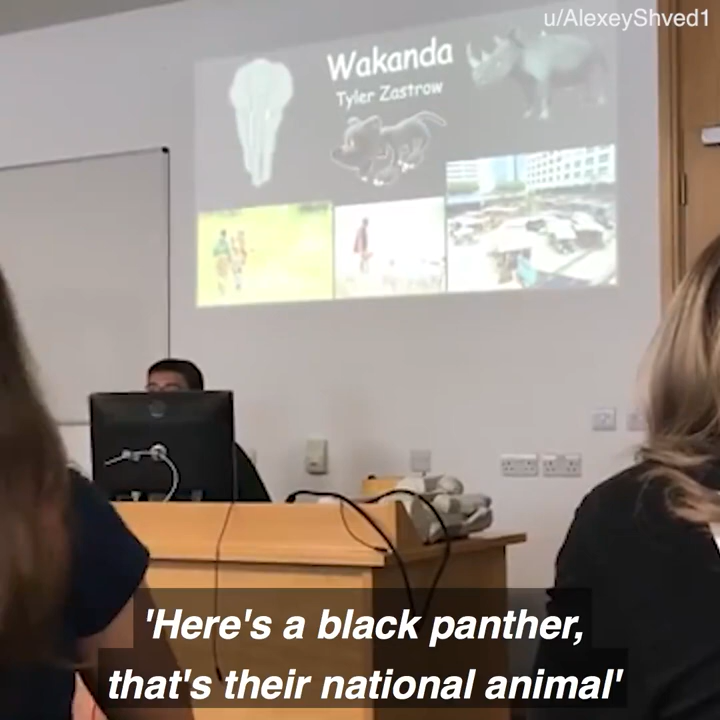 u/AlexeyShved1
Wakanda
Tyler Zastrow
'Here's a black panther,
that's their national animal'